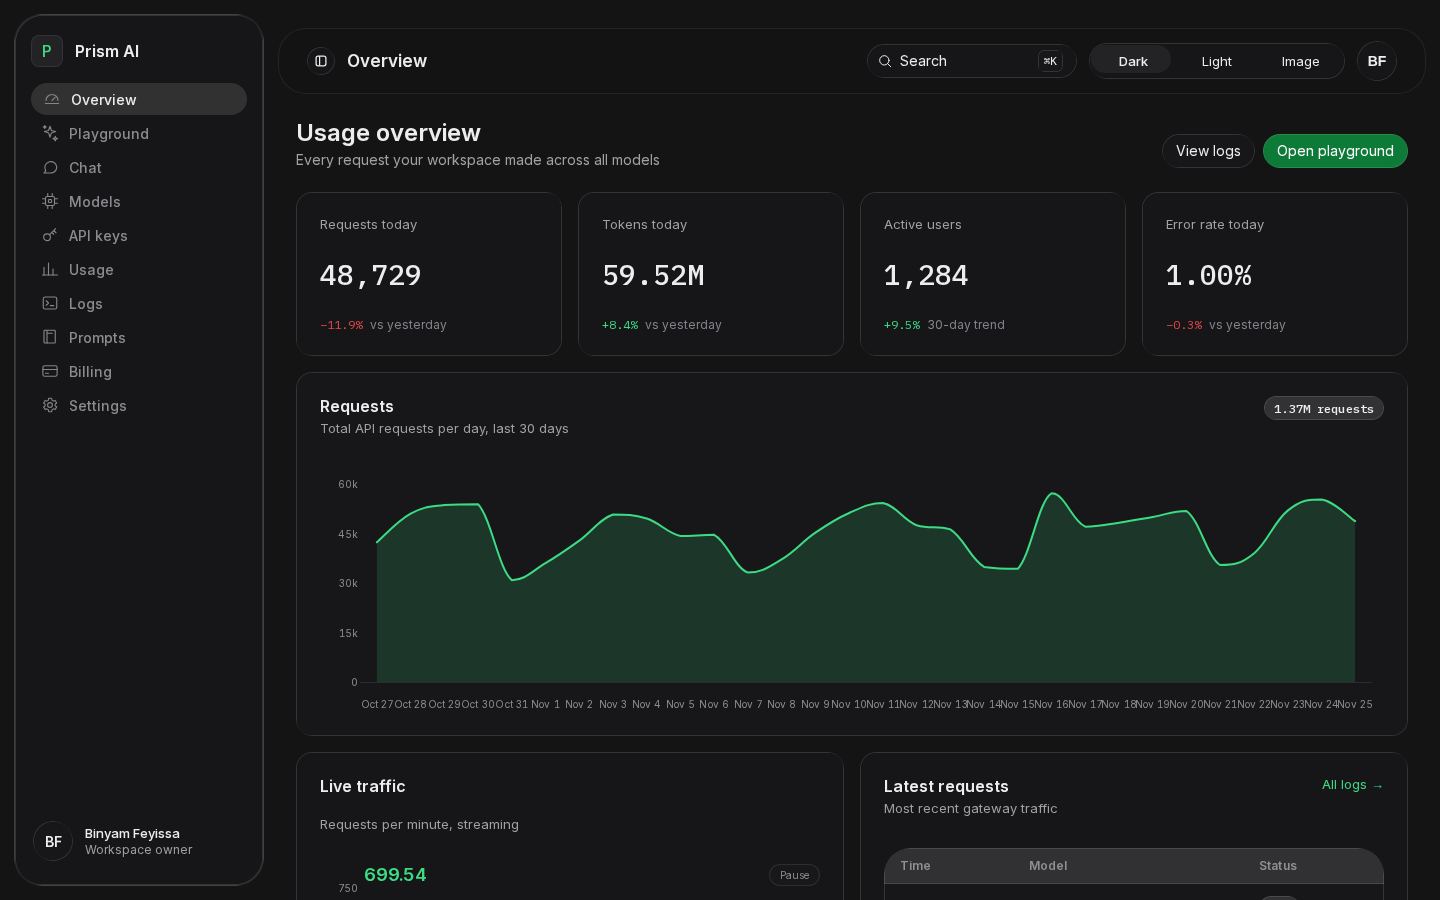 P Prism AI
Overview
Playground
Chat
Models
API keys
Usage
Logs
Prompts
Billing
Settings
BF Binyam Feyissa
Workspace owner
Overview
Search ⌘K
Dark Light Image
BF
Usage overview
Every request your workspace made across all models
View logs Open playground
Requests today
48,729
−11.9% vs yesterday
Tokens today
59.52M
+8.4% vs yesterday
Active users
1,284
+9.5% 30-day trend
Error rate today
1.00%
−0.3% vs yesterday
Requests
Total API requests per day, last 30 days
1.37M requests
60k
45k
30k
15k
0
Oct 27 Oct 28 Oct 29 Oct 30 Oct 31 Nov 1 Nov 2 Nov 3 Nov 4 Nov 5 Nov 6 Nov 7 Nov 8 Nov 9 Nov 10 Nov 11 Nov 12 Nov 13 Nov 14 Nov 15 Nov 16 Nov 17 Nov 18 Nov 19 Nov 20 Nov 21 Nov 22 Nov 23 Nov 24 Nov 25
Live traffic
Requests per minute, streaming
699.54
Pause
750
Latest requests
Most recent gateway traffic
All logs →
Time Model Status